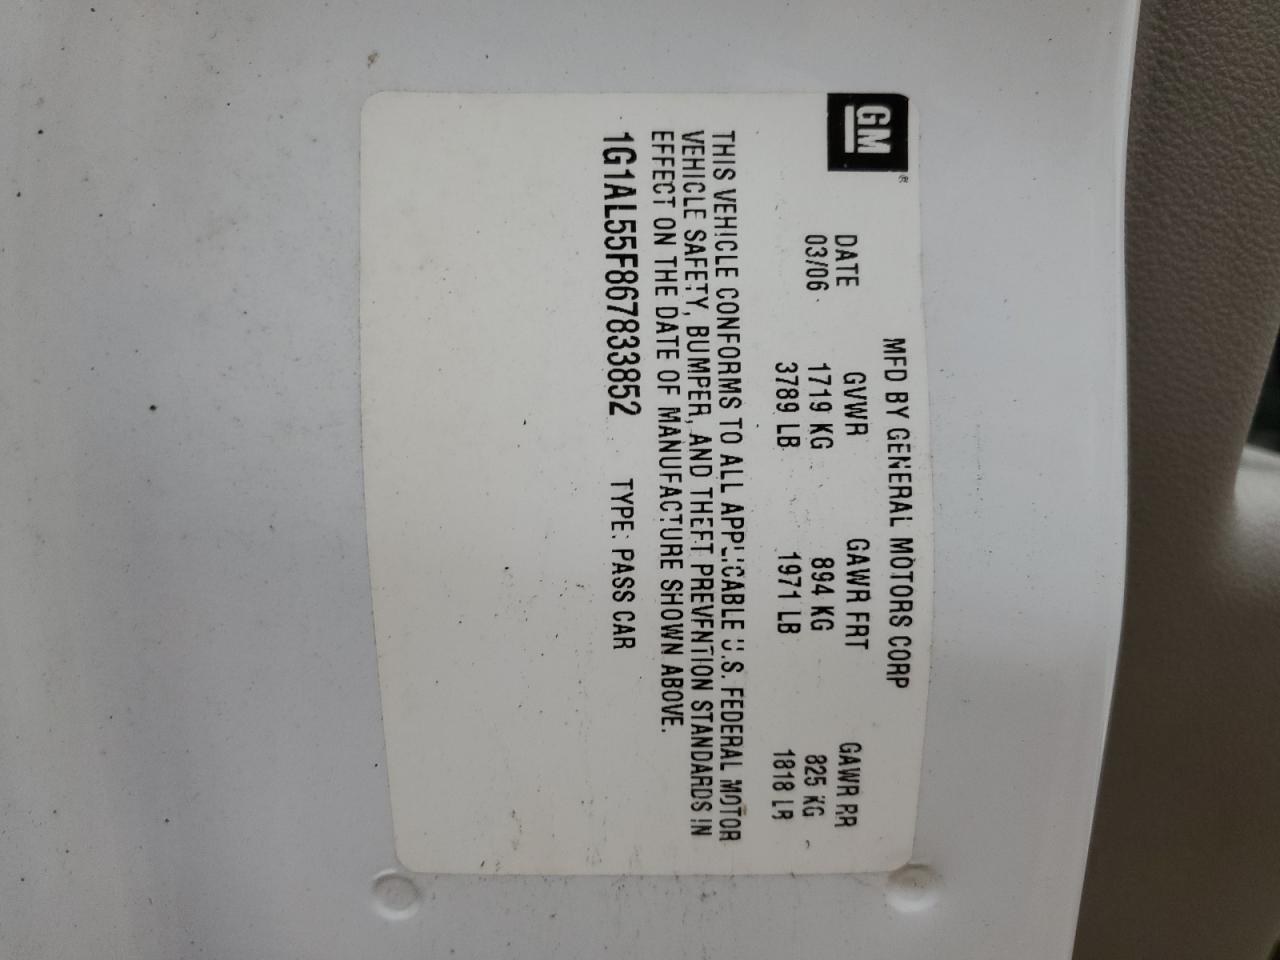 GM®
MFD BY GENERAL MOTORS CORP
DATE GVWR GAWR FRT GAWR RR
03/06 1719 KG 894 KG 825 KG
3789 LB 1971 LB 1818 LB
THIS VEHICLE CONFORMS TO ALL APPLICABLE U.S. FEDERAL MOTOR
VEHICLE SAFETY, BUMPER, AND THEFT PREVENTION STANDARDS IN
EFFECT ON THE DATE OF MANUFACTURE SHOWN ABOVE.
1G1AL55F867833852 TYPE: PASS CAR